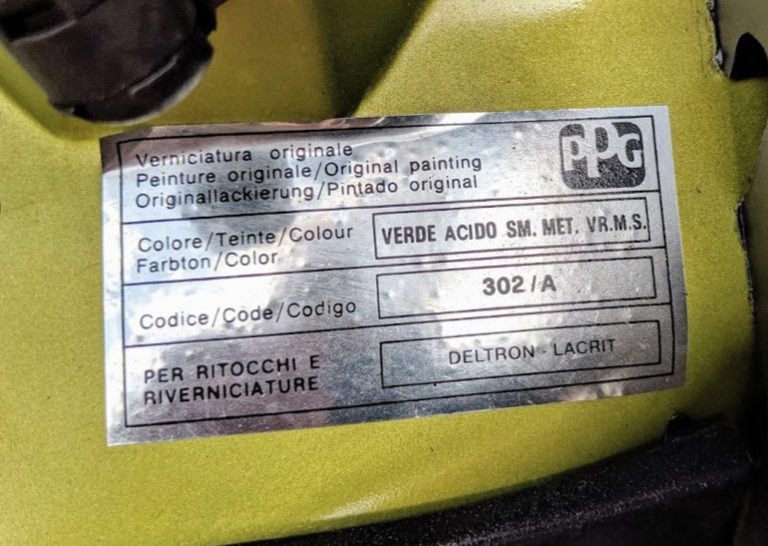 Verniciatura originale
Peinture originale/Original painting
Originallackierung/Pintado original
PPG
Colore/Teinte/Colour
Farbton/Color
VERDE ACIDO SM. MET. VR.M.S.
Codice/Code/Codigo
302/A
PER RITOCCHI E
RIVERNICIATURE
DELTRON - LACRIT